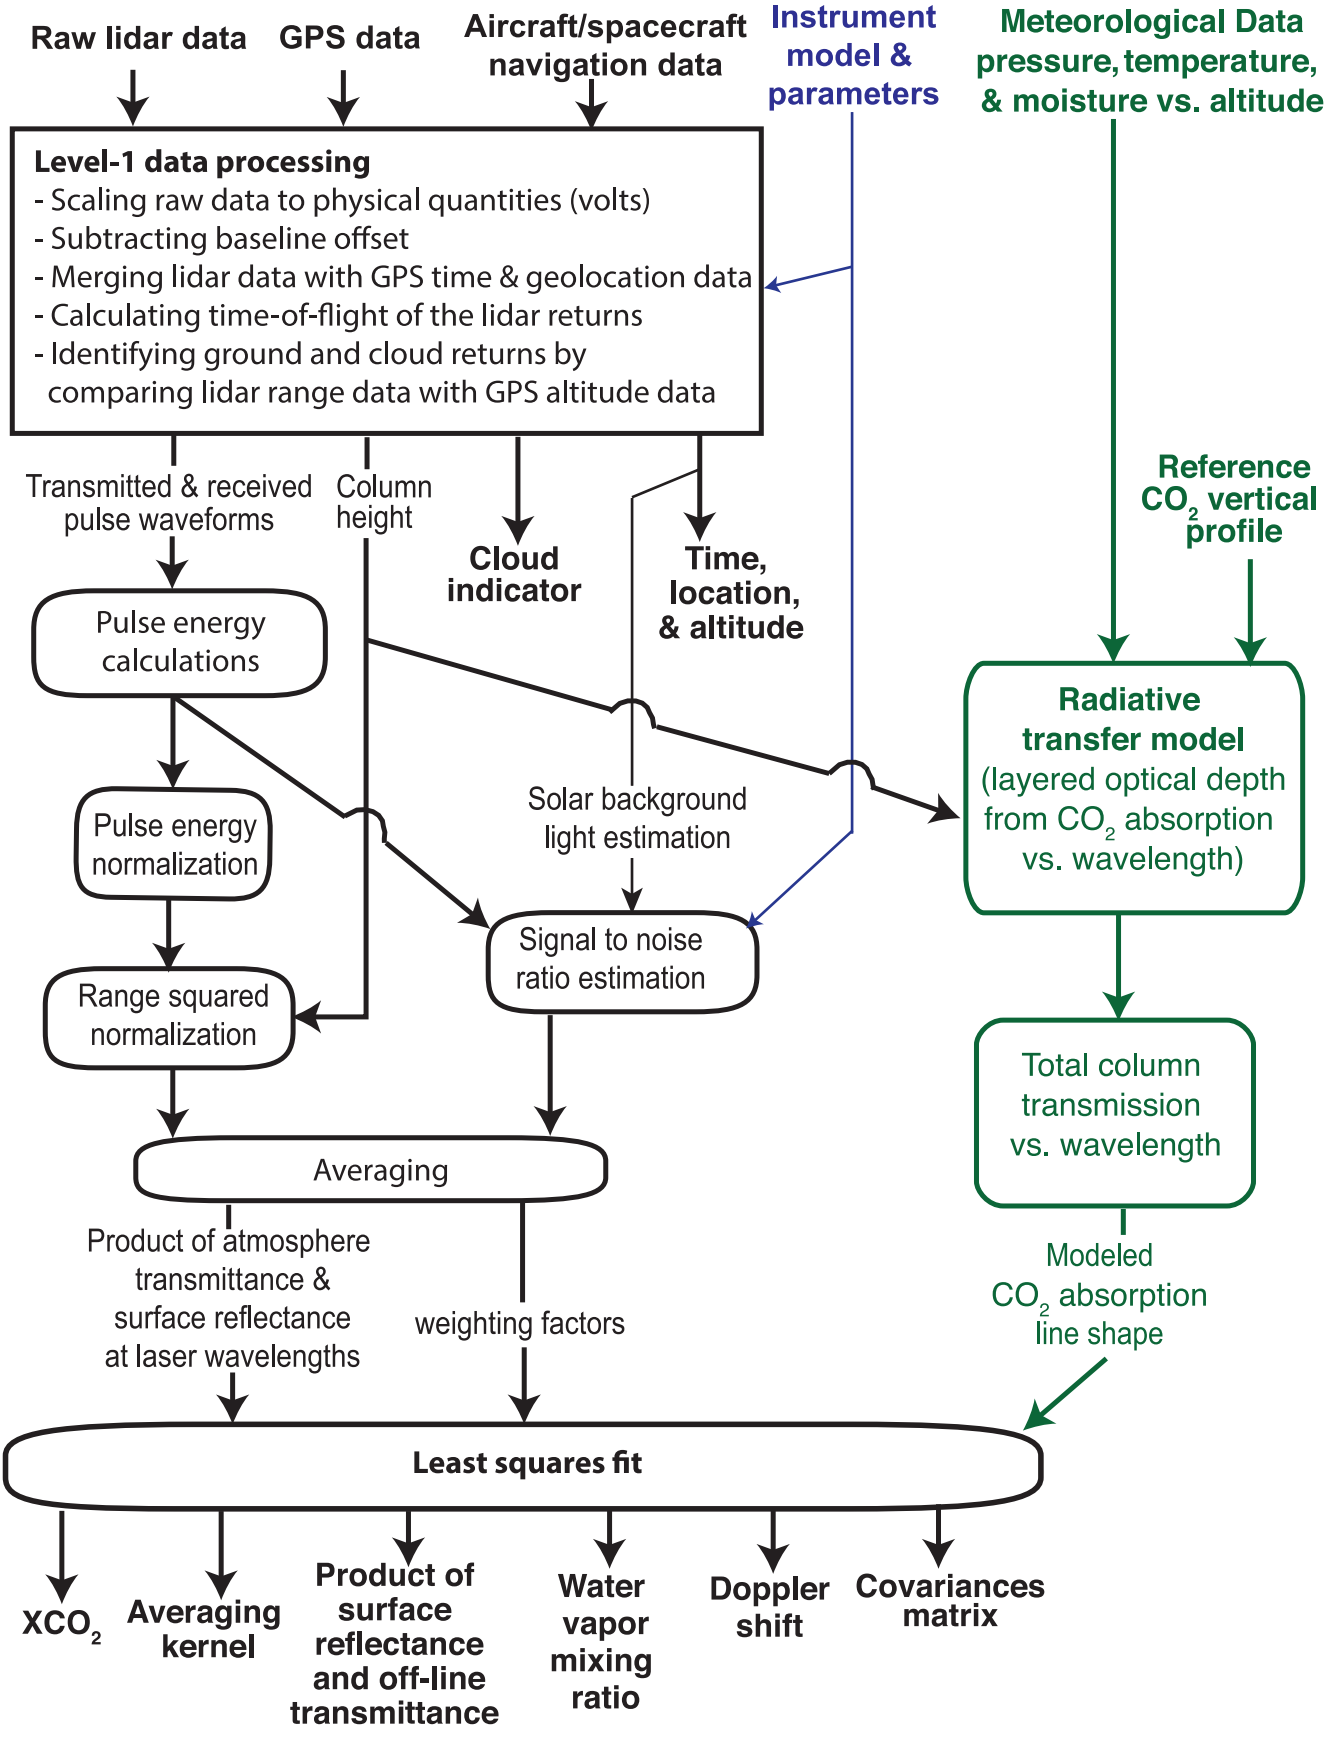 Raw lidar data
GPS data
Aircraft/spacecraft
navigation data
Instrument
model &
parameters
Meteorological Data
pressure, temperature,
& moisture vs. altitude
Level-1 data processing
- Scaling raw data to physical quantities (volts)
- Subtracting baseline offset
- Merging lidar data with GPS time & geolocation data
- Calculating time-of-flight of the lidar returns
- Identifying ground and cloud returns by
comparing lidar range data with GPS altitude data
Transmitted & received
pulse waveforms
Column
height
Cloud
indicator
Time,
location,
& altitude
Reference
CO₂ vertical
profile
Pulse energy
calculations
Radiative
transfer model
(layered optical depth
from CO₂ absorption
vs. wavelength)
Pulse energy
normalization
Solar background
light estimation
Signal to noise
ratio estimation
Range squared
normalization
Total column
transmission
vs. wavelength
Averaging
Product of atmosphere
transmittance &
surface reflectance
at laser wavelengths
weighting factors
Modeled
CO₂ absorption
line shape
Least squares fit
XCO₂
Averaging
kernel
Product of
surface
reflectance
and off-line
transmittance
Water
vapor
mixing
ratio
Doppler
shift
Covariances
matrix